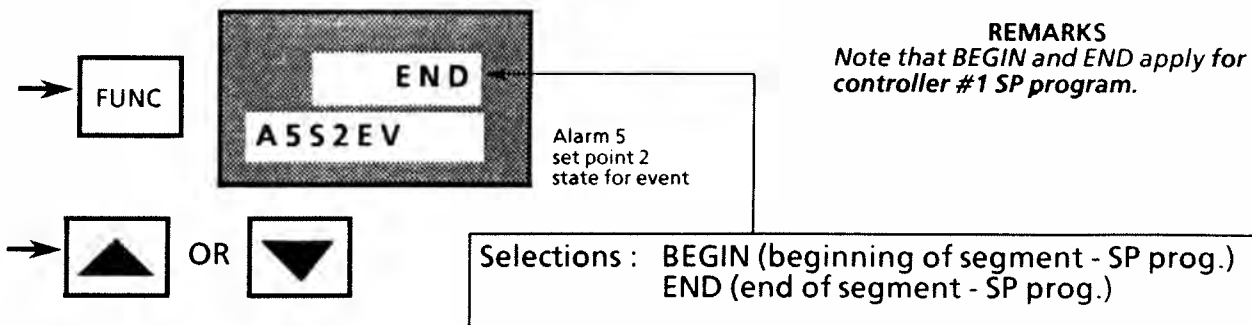 FUNC
END
A5S2EV
Alarm 5
set point 2
state for event
REMARKS
Note that BEGIN and END apply for
controller #1 SP program.
OR
Selections : BEGIN (beginning of segment - SP prog.)
END (end of segment - SP prog.)